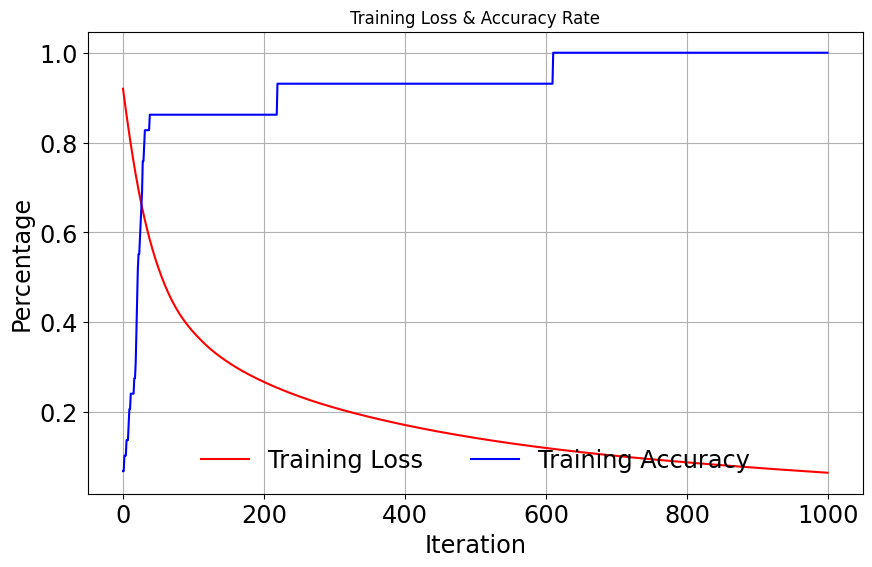 Training Loss & Accuracy Rate
1.0
0.8
0.6
0.4
0.2
Percentage
Training Loss
Training Accuracy
0 200 400 600 800 1000
Iteration